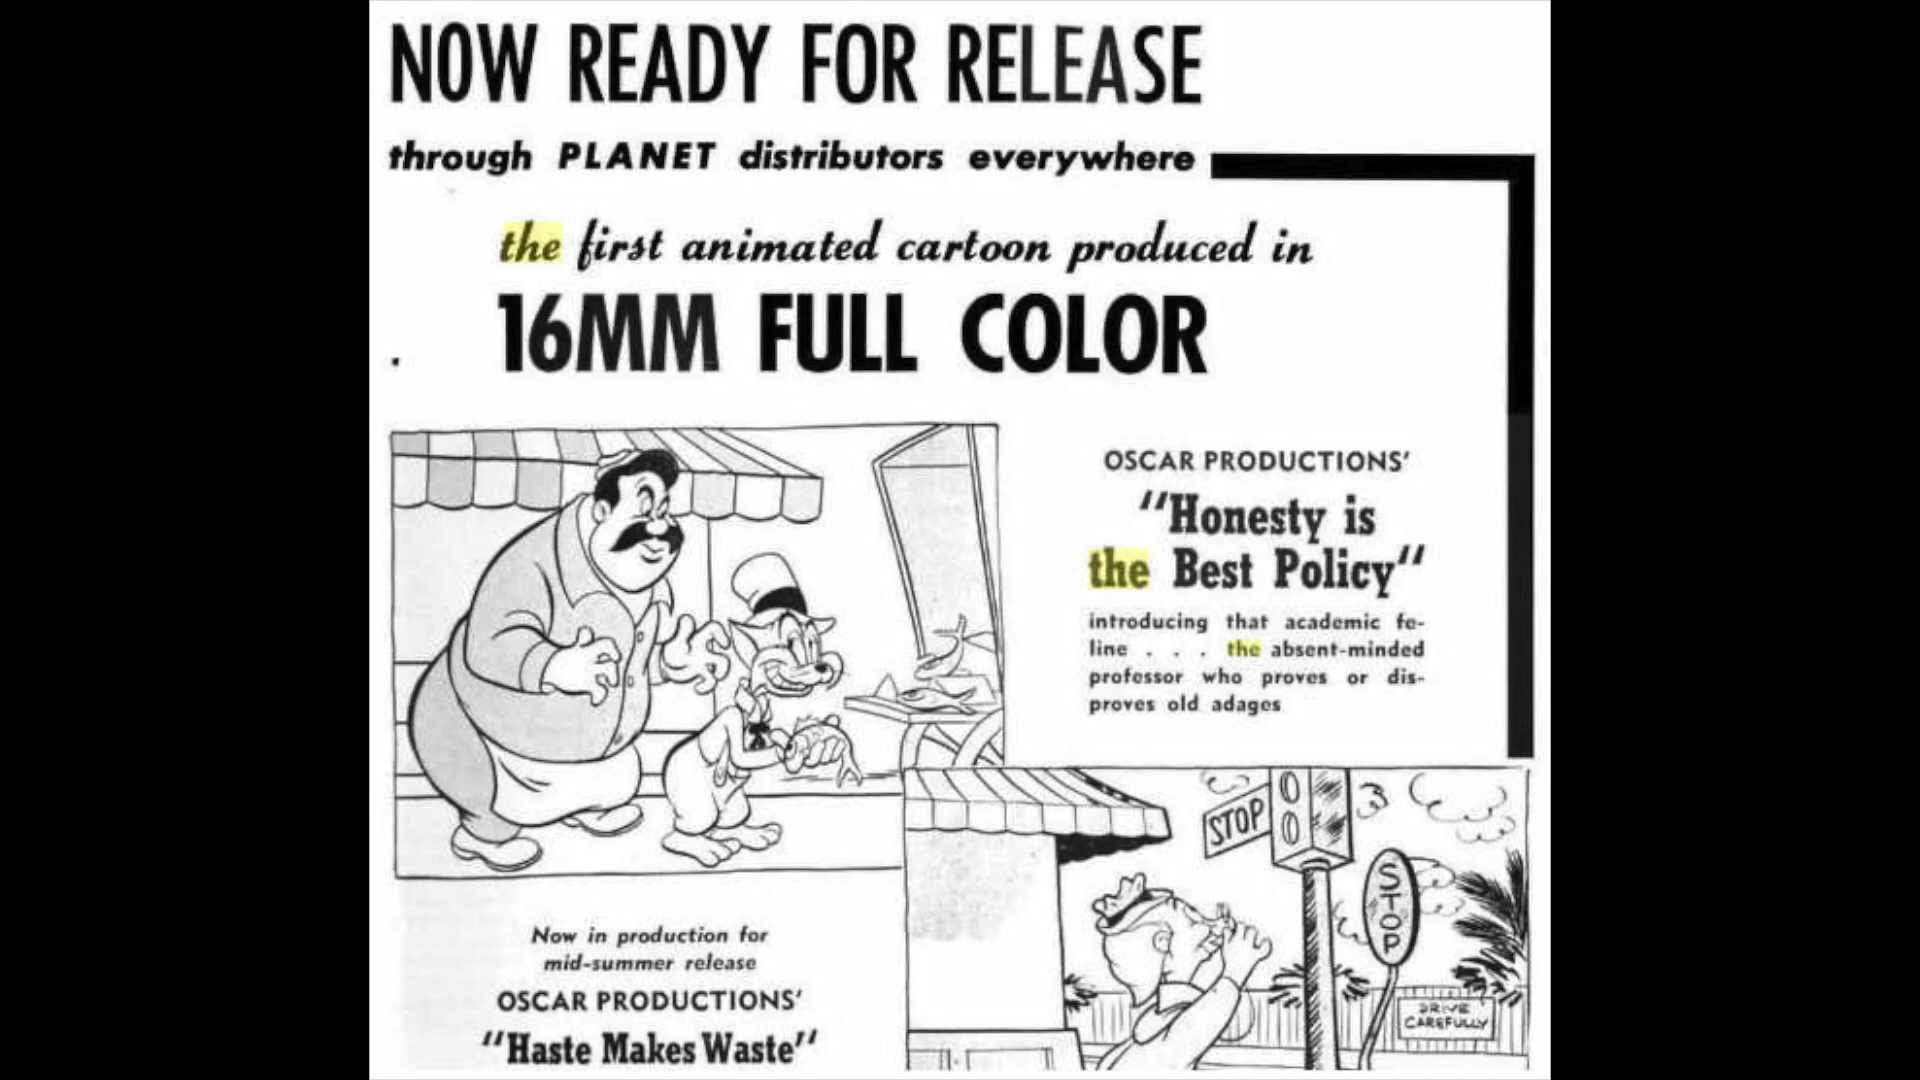 NOW READY FOR RELEASE
through PLANET distributors everywhere
the first animated cartoon produced in
16MM FULL COLOR
OSCAR PRODUCTIONS'
"Honesty is
the Best Policy"
introducing that academic fe-
line . . . the absent-minded
professor who proves or dis-
proves old adages
STOP
STOP
DRIVE
CAREFULLY
Now in production for
mid-summer release
OSCAR PRODUCTIONS'
"Haste Makes Waste"